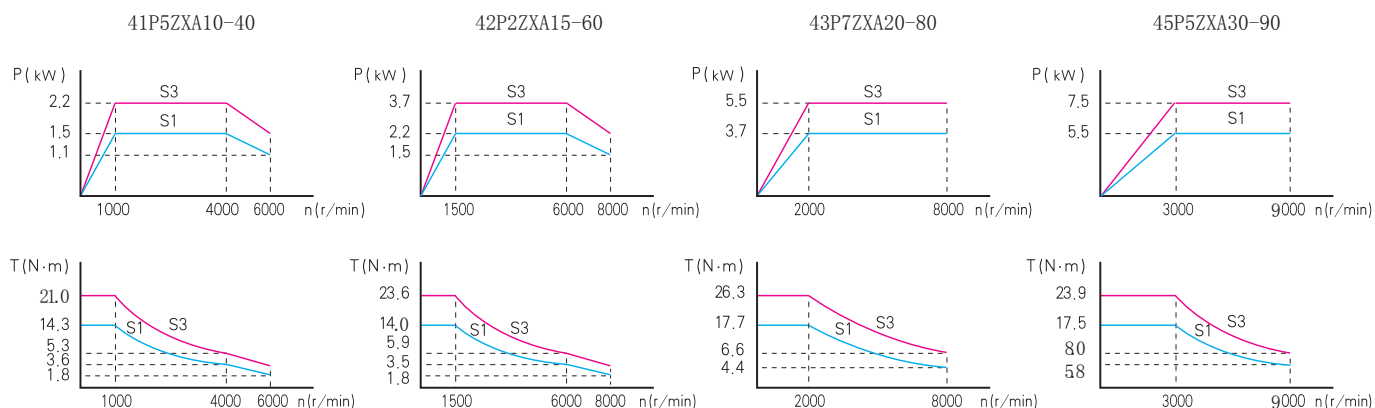 41P5ZXA10-40
42P2ZXA15-60
43P7ZXA20-80
45P5ZXA30-90
P(kW)
2.2
1.5
1.1
S3
S1
1000
4000
6000
n(r/min)
P(kW)
3.7
2.2
1.5
S3
S1
1500
6000
8000
n(r/min)
P(kW)
5.5
3.7
S3
S1
2000
8000
n(r/min)
P(kW)
7.5
5.5
S3
S1
3000
9000
n(r/min)
T(N·m)
21.0
14.3
5.3
3.6
1.8
S1
S3
1000
4000
6000
n(r/min)
T(N·m)
23.6
14.0
5.9
3.5
1.8
S1
S3
1500
6000
8000
n(r/min)
T(N·m)
26.3
17.7
6.6
4.4
S1
S3
2000
8000
n(r/min)
T(N·m)
23.9
17.5
8.0
5.8
S1
S3
3000
9000
n(r/min)